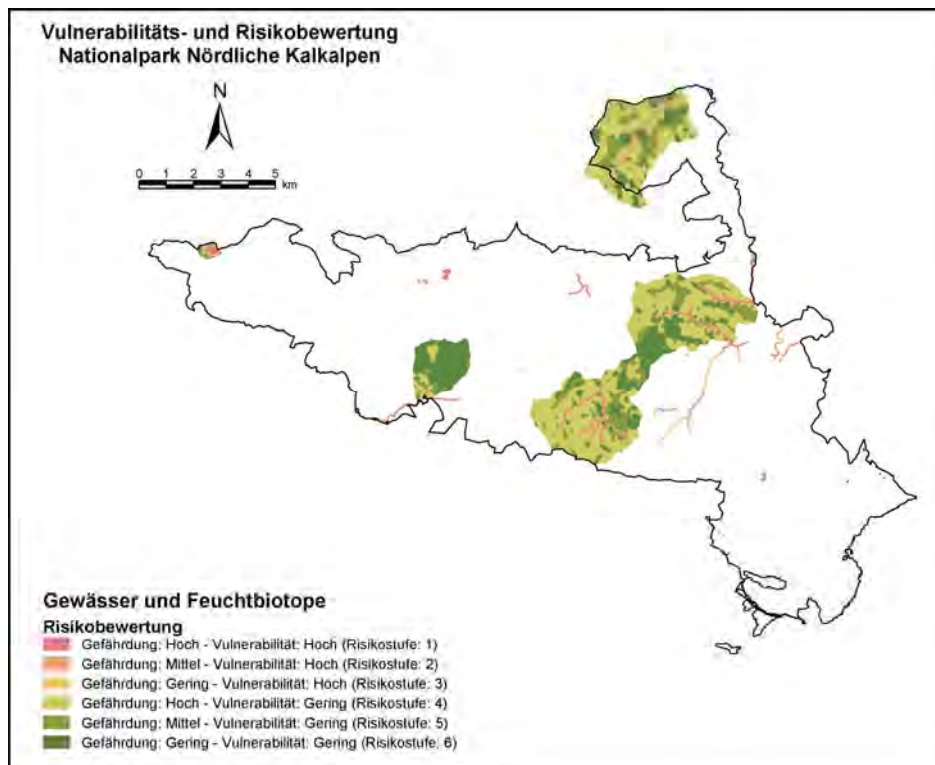 Vulnerabilitäts- und Risikobewertung
Nationalpark Nördliche Kalkalpen
N
0 1 2 3 4 5
km
Gewässer und Feuchtbiotope
Risikobewertung
Gefährdung: Hoch - Vulnerabilität: Hoch (Risikostufe: 1)
Gefährdung: Mittel - Vulnerabilität: Hoch (Risikostufe: 2)
Gefährdung: Gering - Vulnerabilität: Hoch (Risikostufe: 3)
Gefährdung: Hoch - Vulnerabilität: Gering (Risikostufe: 4)
Gefährdung: Mittel - Vulnerabilität: Gering (Risikostufe: 5)
Gefährdung: Gering - Vulnerabilität: Gering (Risikostufe: 6)